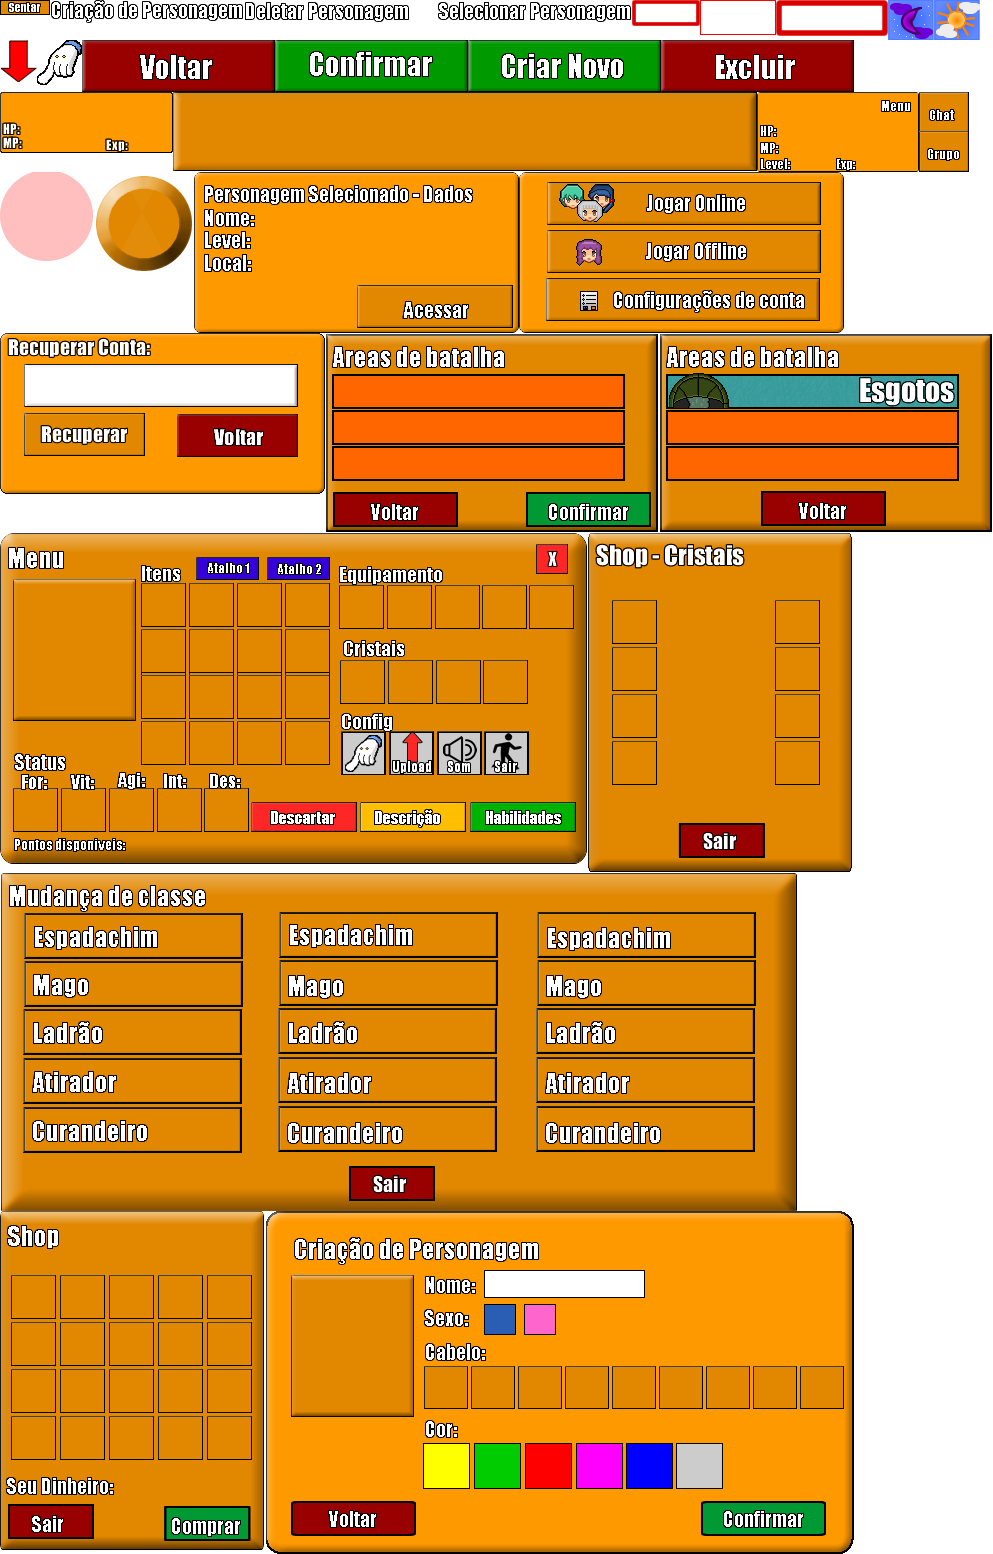 Sentar
Criação de Personagem
Deletar Personagem
Selecionar Personagem
Voltar
Confirmar
Criar Novo
Excluir
HP:
MP:
Exp:
Menu
HP:
MP:
Level:
Exp:
Chat
Grupo
Personagem Selecionado - Dados
Nome:
Level:
Local:
Acessar
Jogar Online
Jogar Offline
Configurações de conta
Recuperar Conta:
Recuperar
Voltar
Areas de batalha
Voltar
Confirmar
Areas de batalha
Esgotos
Voltar
Menu
Itens
Atalho 1
Atalho 2
Equipamento
X
Cristais
Config
Upload
Som
Sair
Status
For:
Vit:
Agi:
Int:
Des:
Descartar
Descrição
Habilidades
Pontos disponiveis:
Shop - Cristais
Sair
Mudança de classe
Espadachim
Mago
Ladrão
Atirador
Curandeiro
Espadachim
Mago
Ladrão
Atirador
Curandeiro
Espadachim
Mago
Ladrão
Atirador
Curandeiro
Sair
Shop
Seu Dinheiro:
Sair
Comprar
Criação de Personagem
Nome:
Sexo:
Cabelo:
Cor:
Voltar
Confirmar